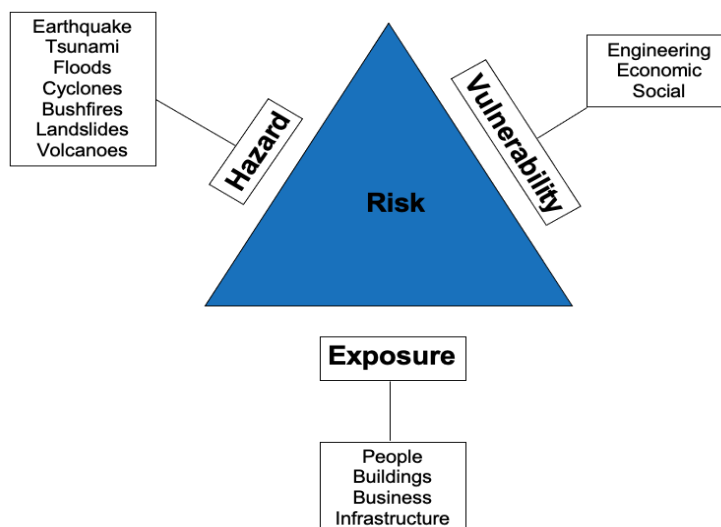 Earthquake
Tsunami
Floods
Cyclones
Bushfires
Landslides
Volcanoes
Hazard
Risk
Vulnerability
Engineering
Economic
Social
Exposure
People
Buildings
Business
Infrastructure